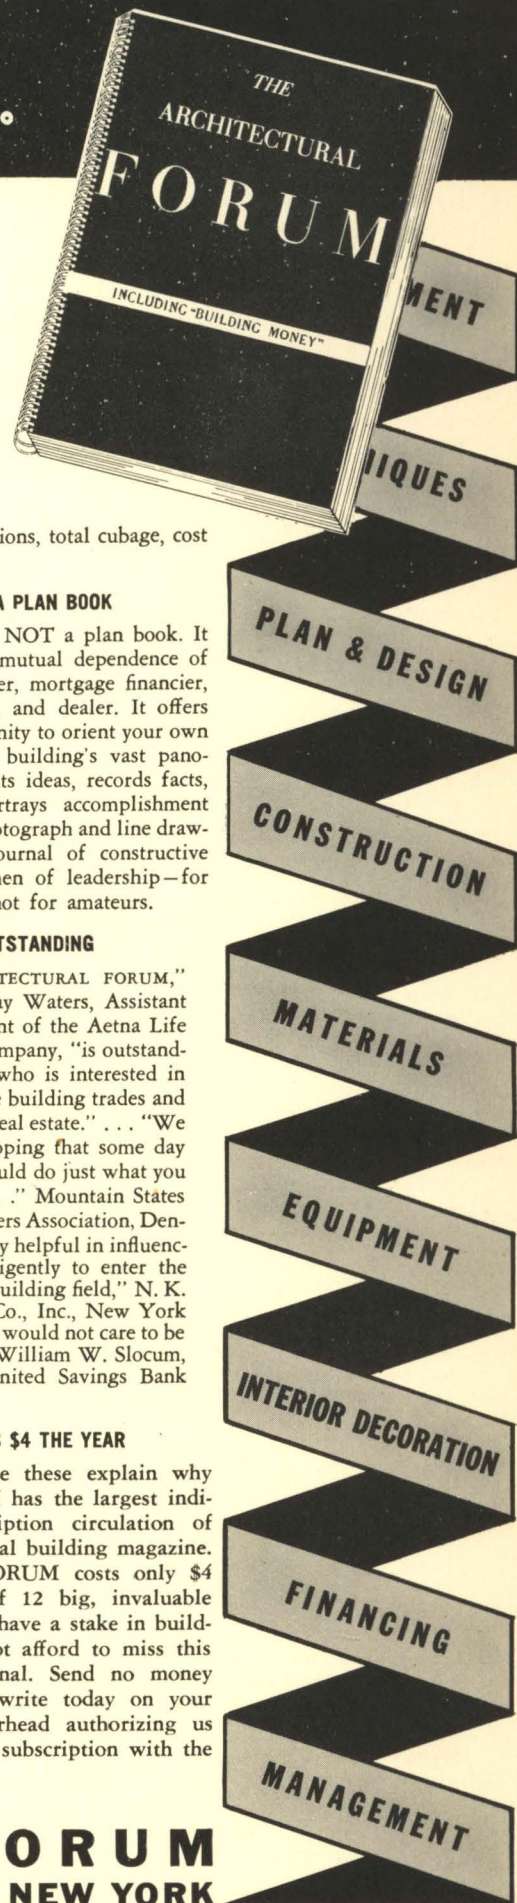 THE
ARCHITECTURAL
FORUM
INCLUDING "BUILDING MONEY"
MENT
IQUES
PLAN & DESIGN
CONSTRUCTION
MATERIALS
EQUIPMENT
INTERIOR DECORATION
FINANCING
MANAGEMENT
ions, total cubage, cost
A PLAN BOOK
NOT a plan book. It
mutual dependence of
er, mortgage financier,
and dealer. It offers
nity to orient your own
building's vast pano-
ts ideas, records facts,
rtrays accomplishment
otograph and line draw-
ournal of constructive
nen of leadership—for
not for amateurs.
TSTANDING
TECTURAL FORUM,"
ay Waters, Assistant
nt of the Aetna Life
mpany, "is outstand-
who is interested in
e building trades and
real estate." . . . "We
oping that some day
uld do just what you
. ." Mountain States
ers Association, Den-
y helpful in influenc-
igently to enter the
uilding field," N. K.
Co., Inc., New York
would not care to be
William W. Slocum,
nited Savings Bank
$4 THE YEAR
e these explain why
has the largest indi-
iption circulation of
al building magazine.
ORUM costs only $4
f 12 big, invaluable
have a stake in build-
ot afford to miss this
nal. Send no money
write today on your
rhead authorizing us
subscription with the
ORUM
NEW YORK